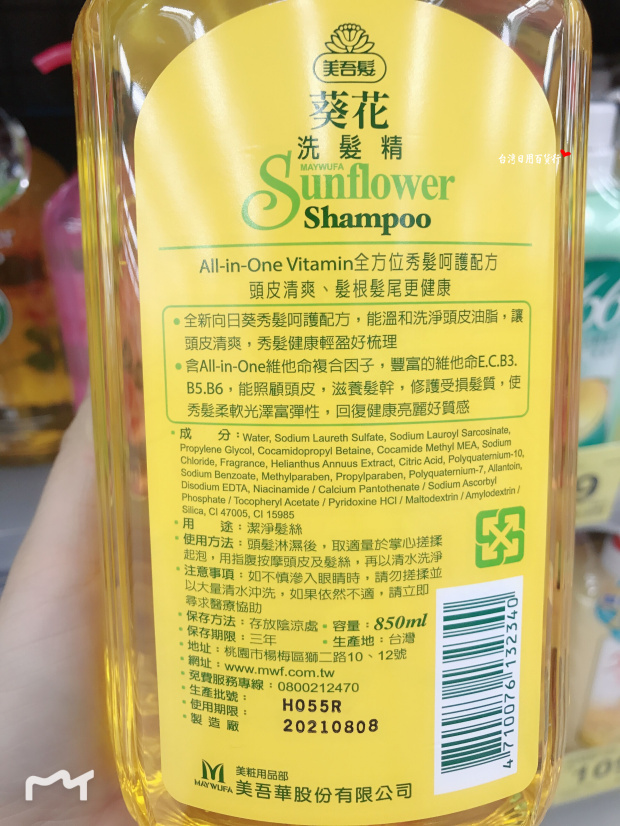 美吾髮
葵花
洗髮精
MAYWUFA
Sunflower
Shampoo
台灣日用百貨行
All-in-One Vitamin全方位秀髮呵護配方
頭皮清爽、髮根髮尾更健康
•全新向日葵秀髮呵護配方，能溫和洗淨頭皮油脂，讓
頭皮清爽，秀髮健康輕盈好梳理
•含All-in-One維他命複合因子，豐富的維他命E.C.B3.
B5.B6，能照顧頭皮，滋養髮幹，修護受損髮質，使
秀髮柔軟光澤富彈性，回復健康亮麗好質感
•成 分：Water, Sodium Laureth Sulfate, Sodium Lauroyl Sarcosinate,
Propylene Glycol, Cocamidopropyl Betaine, Cocamide Methyl MEA, Sodium
Chloride, Fragrance, Helianthus Annuus Extract, Citric Acid, Polyquaternium-10,
Sodium Benzoate, Methylparaben, Propylparaben, Polyquaternium-7, Allantoin,
Disodium EDTA, Niacinamide / Calcium Pantothenate / Sodium Ascorbyl
Phosphate / Tocopheryl Acetate / Pyridoxine HCl / Maltodextrin / Amylodextrin /
Silica, CI 47005, CI 15985
•用 途：潔淨髮絲
•使用方法：頭髮淋濕後，取適量於掌心搓揉
起泡，用指腹按摩頭皮及髮絲，再以清水洗淨
•注意事項：如不慎滲入眼睛時，請勿搓揉並
以大量清水沖洗，如果依然不適，請立即
尋求醫療協助
•保存方法：存放陰涼處 •容量：850ml
•保存期限：三年 •生產地：台灣
•地址：桃園市楊梅區獅二路10、12號
•網址：www.mwf.com.tw
•免費服務專線：0800212470
•生產批號： H055R
•使用期限： 20210808
•製造廠
MAYWUFA
美粧用品部
美吾華股份有限公司
4710076132340
66
9
109